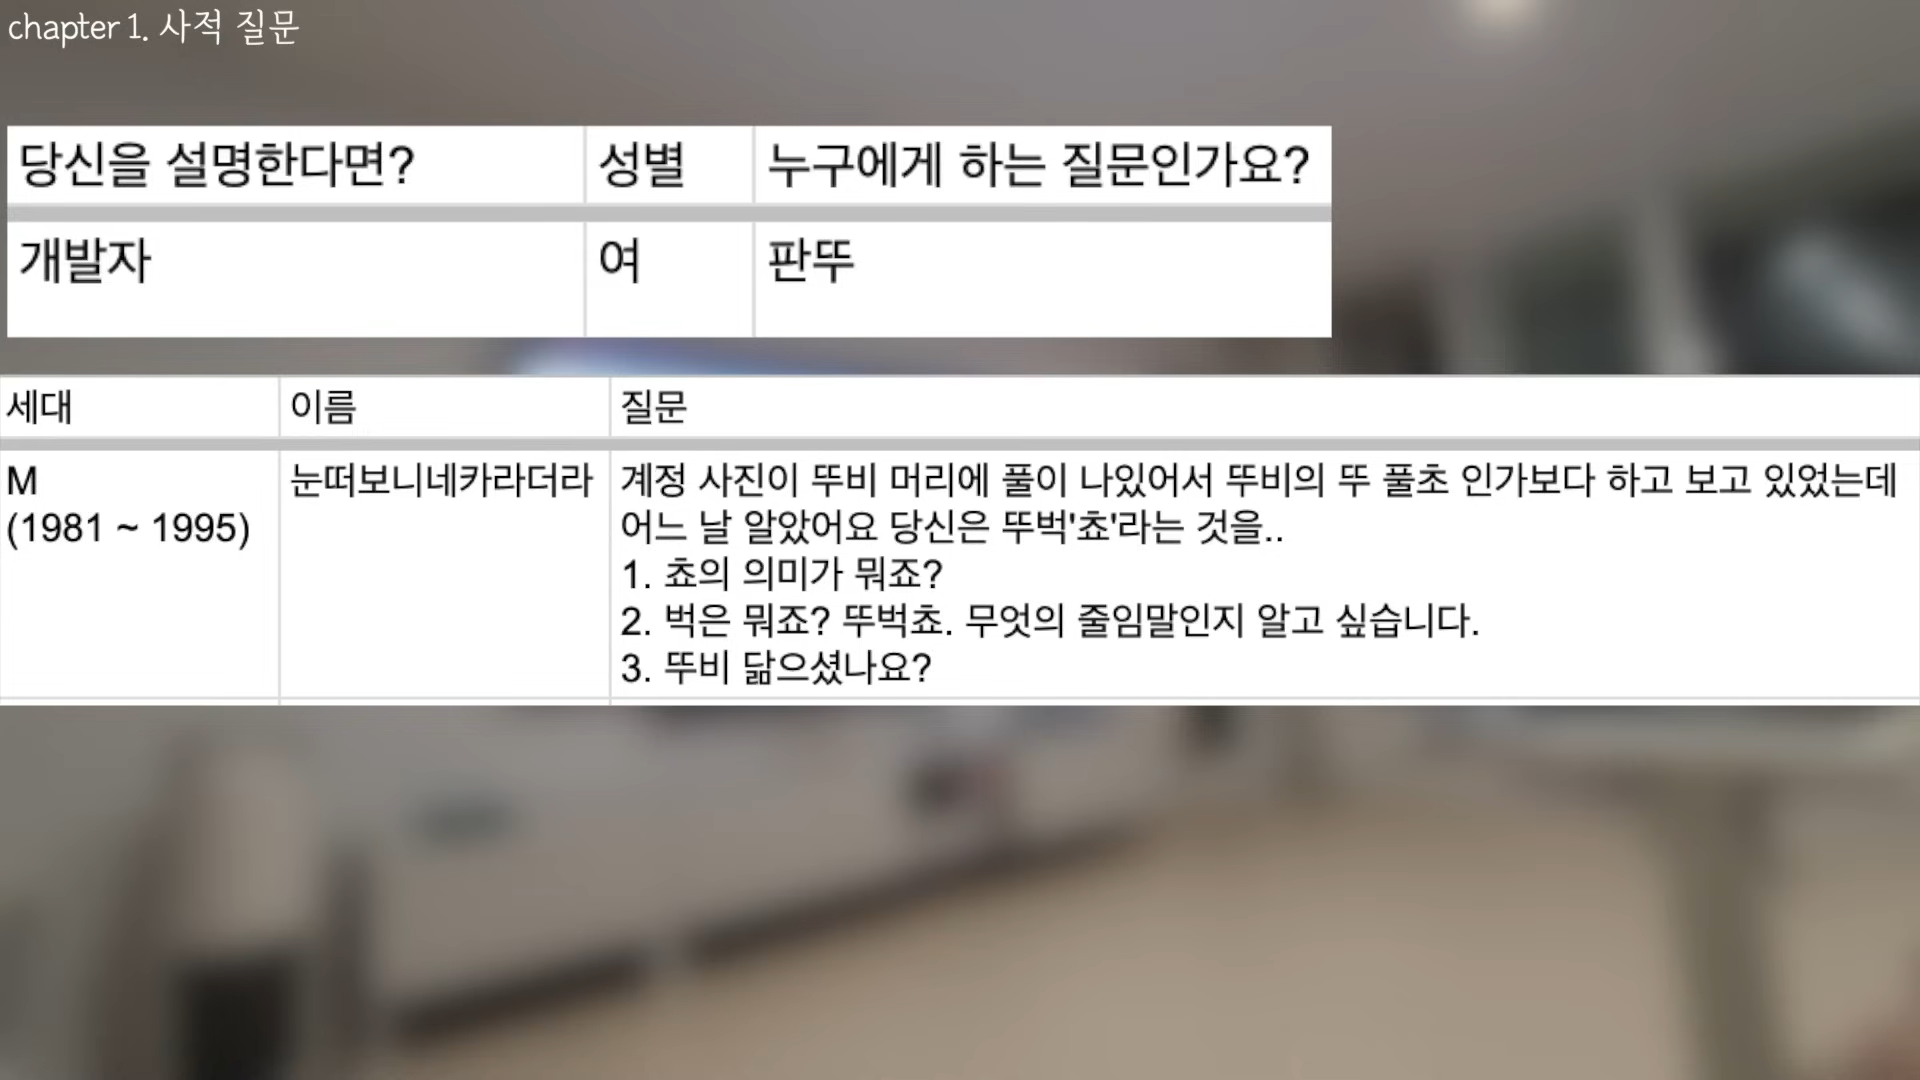 chapter 1. 사적 질문
당신을 설명한다면? 성별 누구에게 하는 질문인가요?
개발자 여 판뚜
세대 이름 질문
M 눈떠보니네카라더라 계정 사진이 뚜비 머리에 풀이 나있어서 뚜비의 뚜 풀초 인가보다 하고 보고 있었는데
(1981 ~ 1995) 어느 날 알았어요 당신은 뚜벅'쵸'라는 것을..
1. 쵸의 의미가 뭐죠?
2. 벅은 뭐죠? 뚜벅쵸. 무엇의 줄임말인지 알고 싶습니다.
3. 뚜비 닮으셨나요?